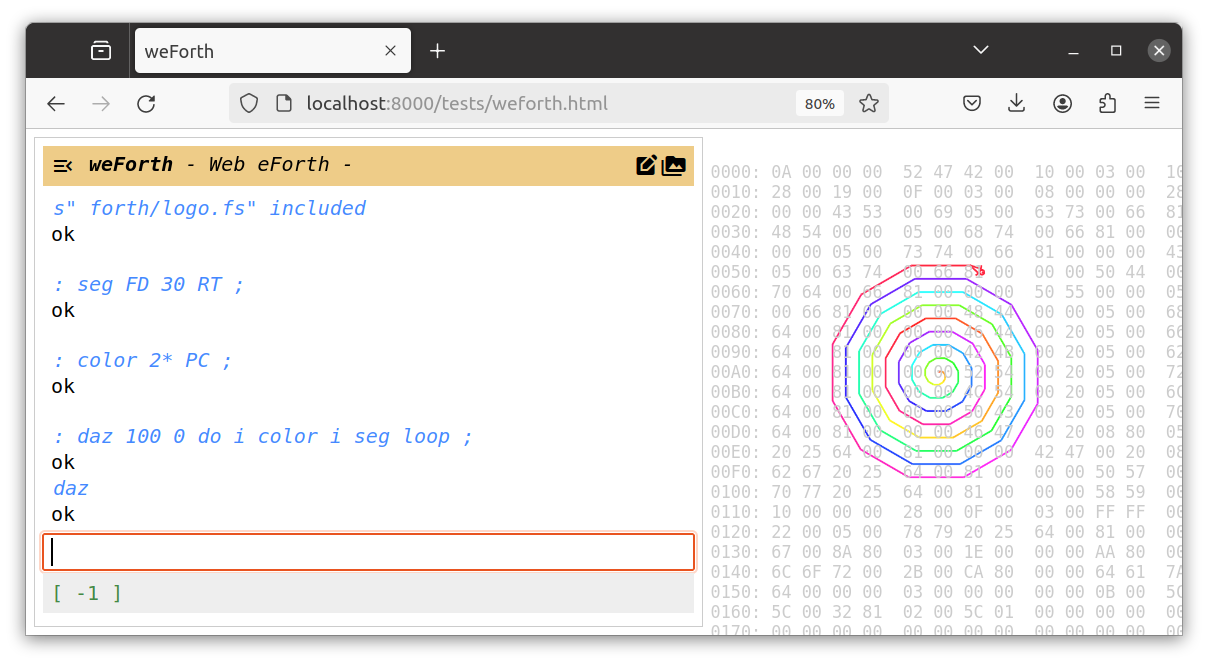 weForth
localhost:8000/tests/weforth.html 80%
weForth - Web eForth -
s" forth/logo.fs" included
ok
: seg FD 30 RT ;
ok
: color 2* PC ;
ok
: daz 100 0 do i color i seg loop ;
ok
daz
ok
[ -1 ]
0000: 0A 00 00 00 52 47 42 00 10 00 03 00 10
0010: 28 00 19 00 0F 00 03 00 08 00 00 00 28
0020: 00 00 43 53 00 69 05 00 63 73 00 66 81
0030: 48 54 00 00 05 00 68 74 00 66 81 00 00
0040: 00 00 05 00 73 74 00 66 81 00 00 00 43
0050: 05 00 63 74 00 66 81 00 00 00 50 44 00
0060: 70 64 00 66 81 00 00 00 50 55 00 00 05
0070: 00 66 81 00 00 00 48 44 00 00 05 00 68
0080: 64 00 81 00 00 00 46 44 00 20 05 00 66
0090: 64 00 81 00 00 00 42 4B 00 20 05 00 62
00A0: 64 00 81 00 00 00 52 54 00 20 05 00 72
00B0: 64 00 81 00 00 00 4C 54 00 20 05 00 6C
00C0: 64 00 81 00 00 00 50 43 00 20 05 00 70
00D0: 64 00 81 00 00 00 46 47 00 20 08 80 05
00E0: 20 25 64 00 81 00 00 00 42 47 00 20 08
00F0: 62 67 20 25 64 00 81 00 00 00 50 57 00
0100: 70 77 20 25 64 00 81 00 00 00 58 59 00
0110: 10 00 00 00 28 00 0F 00 03 00 FF FF 00
0120: 22 00 05 00 78 79 20 25 64 00 81 00 00
0130: 67 00 8A 80 03 00 1E 00 00 00 AA 80 00
0140: 6C 6F 72 00 2B 00 CA 80 00 00 64 61 7A
0150: 64 00 00 00 03 00 00 00 00 00 0B 00 5C
0160: 5C 00 32 81 02 00 5C 01 00 00 00 00 00
0170: 00 00 00 00 00 00 00 00 00 00 00 00 00